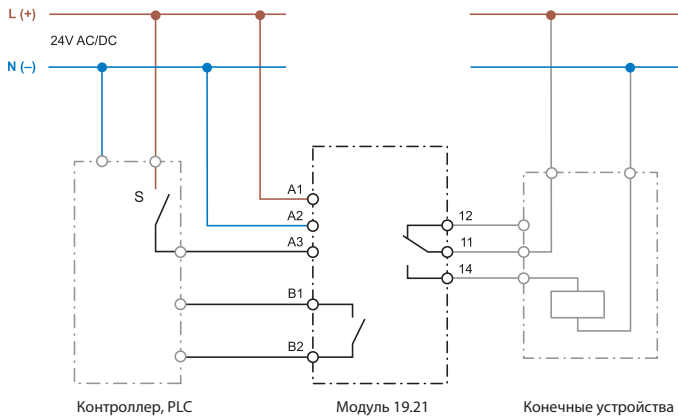 L (+)
24V AC/DC
N (–)
S
A1
A2
A3
B1
B2
12
11
14
Контроллер, PLC
Модуль 19.21
Конечные устройства